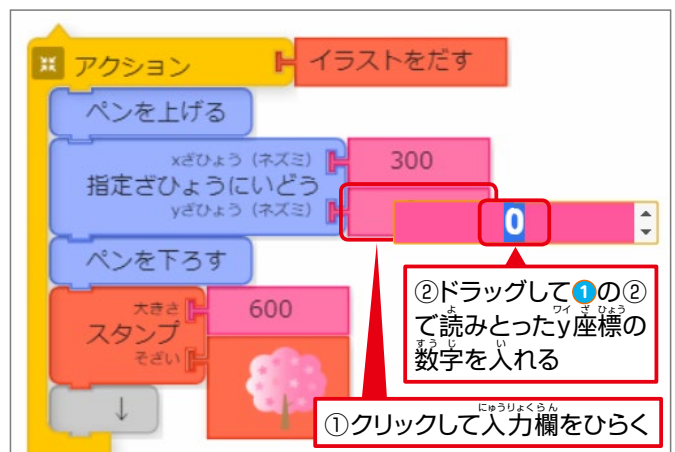 アクション イラストをだす
ペンを上げる
xざひょう（ネズミ） 300
指定ざひょうにいどう
yざひょう（ネズミ） 0
ペンを下ろす
大きさ 600
スタンプ
そざい
↓
②ドラッグして❶の②
で読みとったy座標の
数字を入れる
①クリックして入力欄をひらく